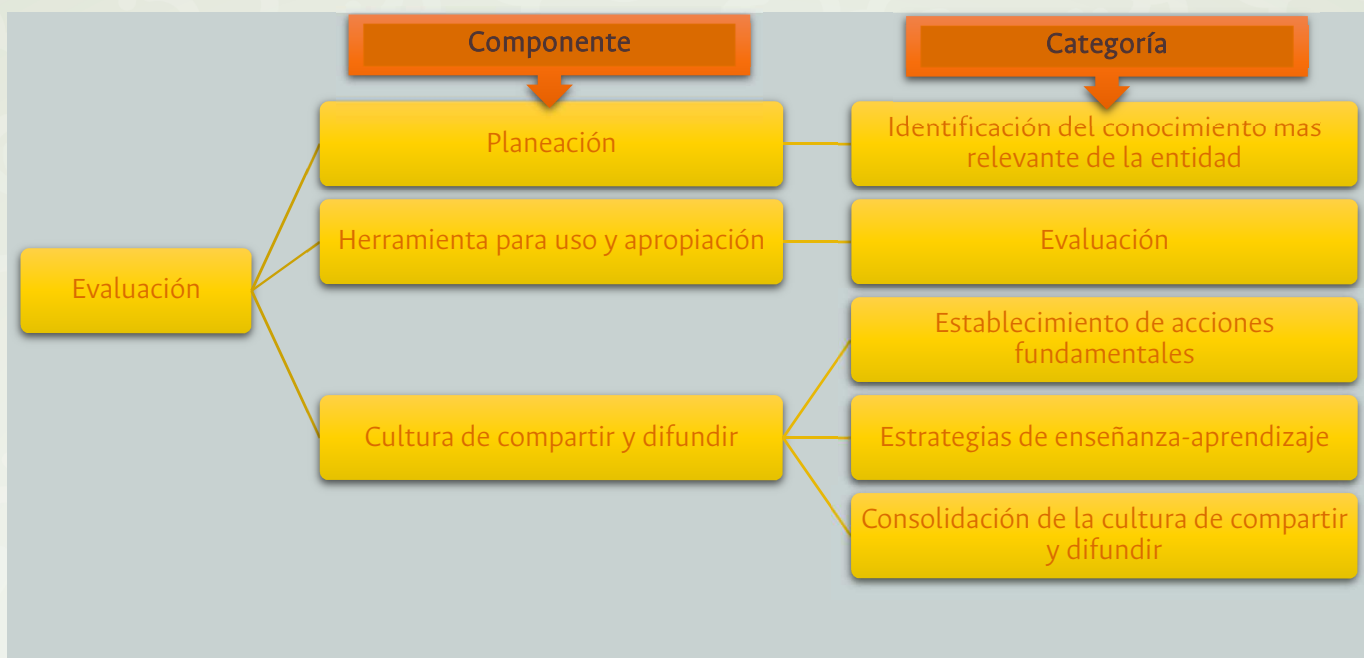 Componente
Categoría
Planeación
Identificación del conocimiento mas
relevante de la entidad
Herramienta para uso y apropiación
Evaluación
Evaluación
Establecimiento de acciones
fundamentales
Cultura de compartir y difundir
Estrategias de enseñanza-aprendizaje
Consolidación de la cultura de compartir
y difundir